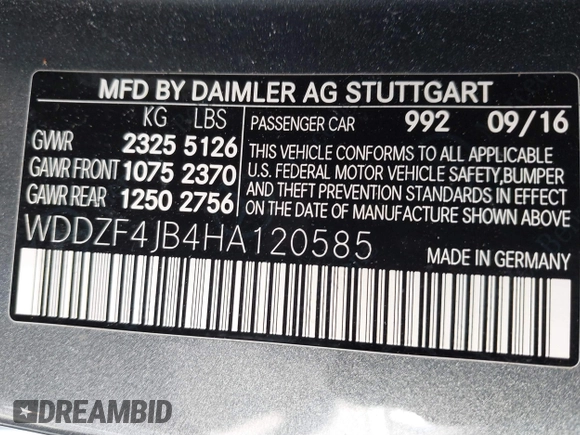 MFD BY DAIMLER AG STUTTGART
KG LBS
GVWR 2325 5126
GAWR FRONT 1075 2370
GAWR REAR 1250 2756
PASSENGER CAR 992 09/16
THIS VEHICLE CONFORMS TO ALL APPLICABLE
U.S. FEDERAL MOTOR VEHICLE SAFETY, BUMPER
AND THEFT PREVENTION STANDARDS IN EFFECT
ON THE DATE OF MANUFACTURE SHOWN ABOVE.
WDDZF4JB4HA120585
MADE IN GERMANY
DREAMBID